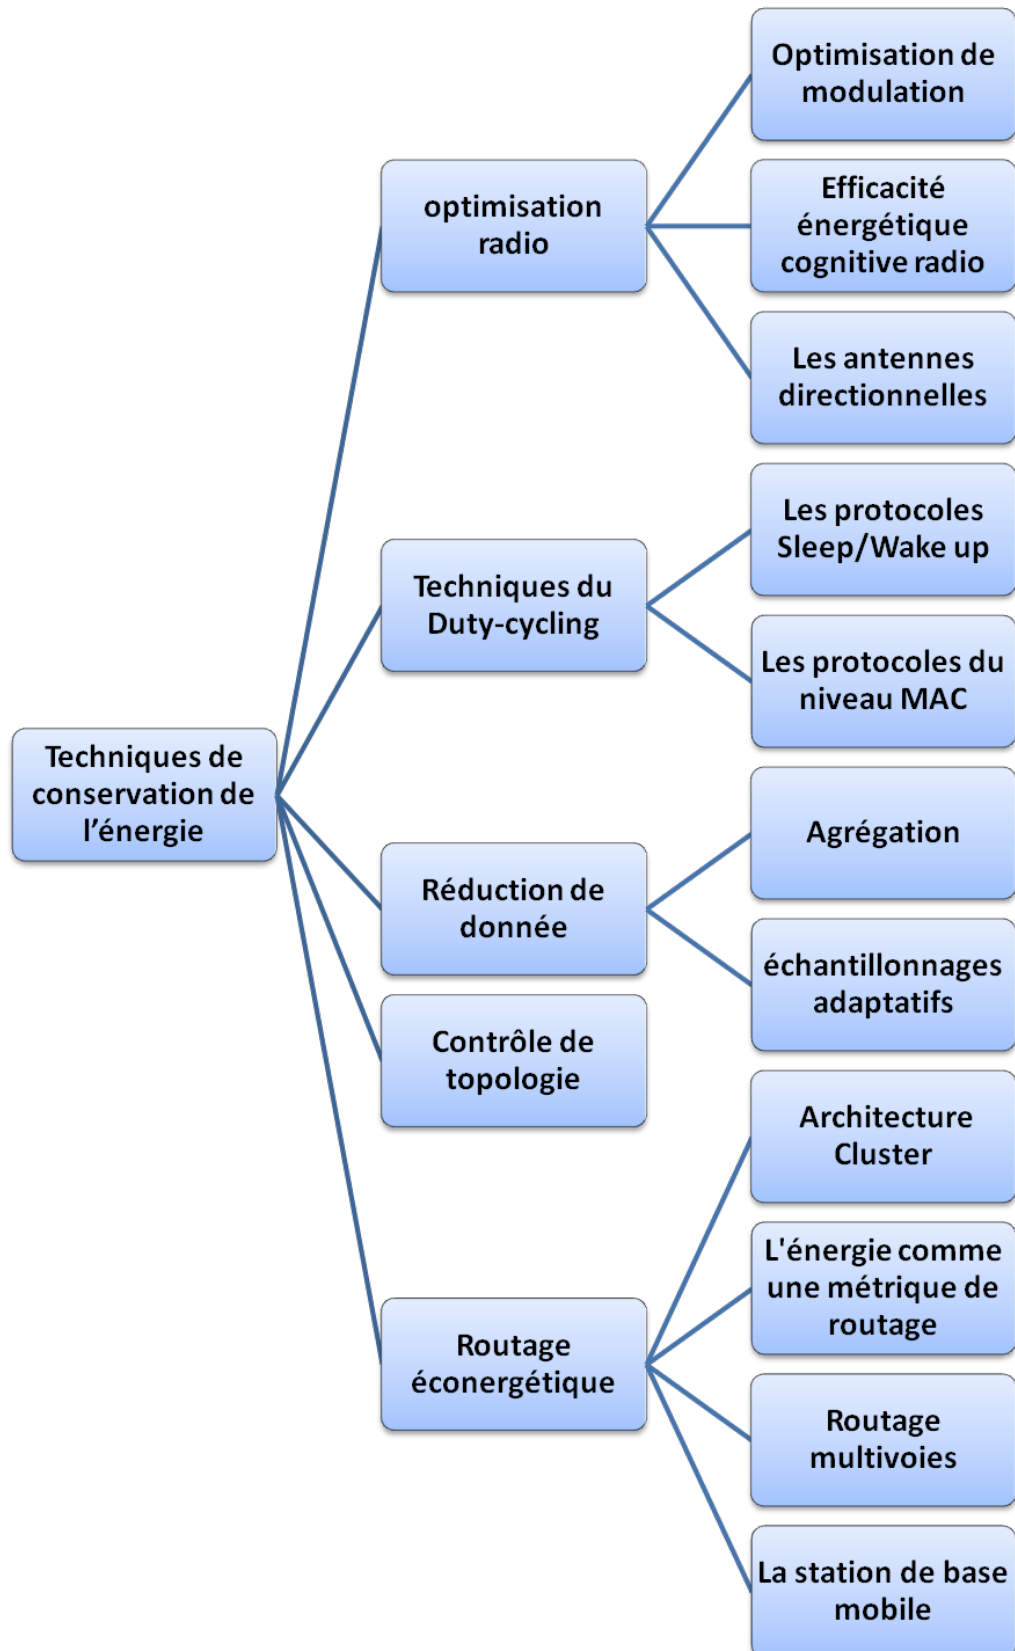 Techniques de
conservation de
l’énergie
optimisation
radio
Optimisation de
modulation
Efficacité
énergétique
cognitive radio
Les antennes
directionnelles
Techniques du
Duty-cycling
Les protocoles
Sleep/Wake up
Les protocoles du
niveau MAC
Réduction de
donnée
Agrégation
échantillonnages
adaptatifs
Contrôle de
topologie
Routage
éconergétique
Architecture
Cluster
L'énergie comme
une métrique de
routage
Routage
multivoies
La station de base
mobile